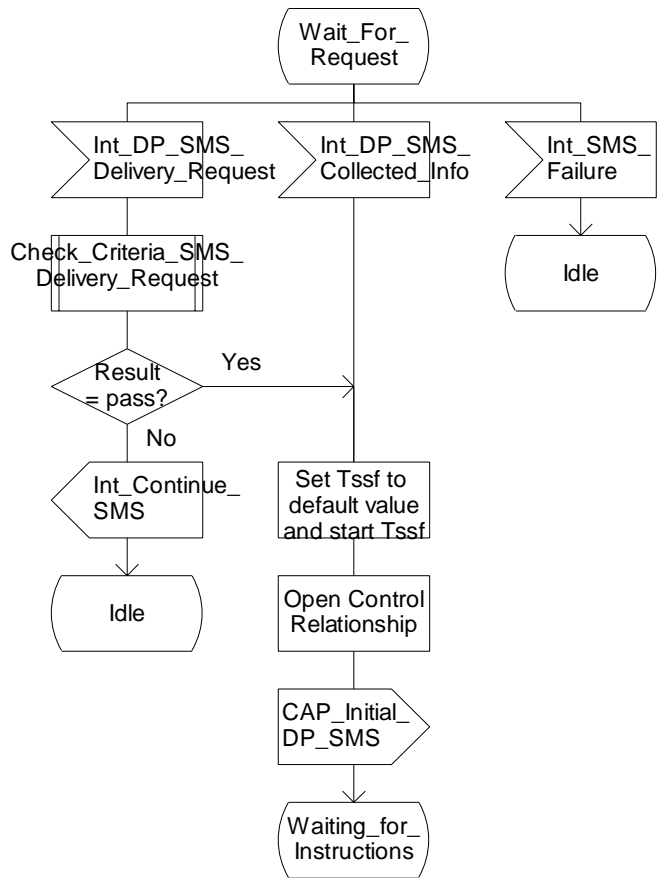 Wait_For_
Request
Int_DP_SMS_
Delivery_Request
Int_DP_SMS_
Collected_Info
Int_SMS_
Failure
Check_Criteria_SMS_
Delivery_Request
Idle
Result
= pass?
Yes
No
Int_Continue_
SMS
Set Tssf to
default value
and start Tssf
Idle
Open Control
Relationship
CAP_Initial_
DP_SMS
Waiting_for_
Instructions